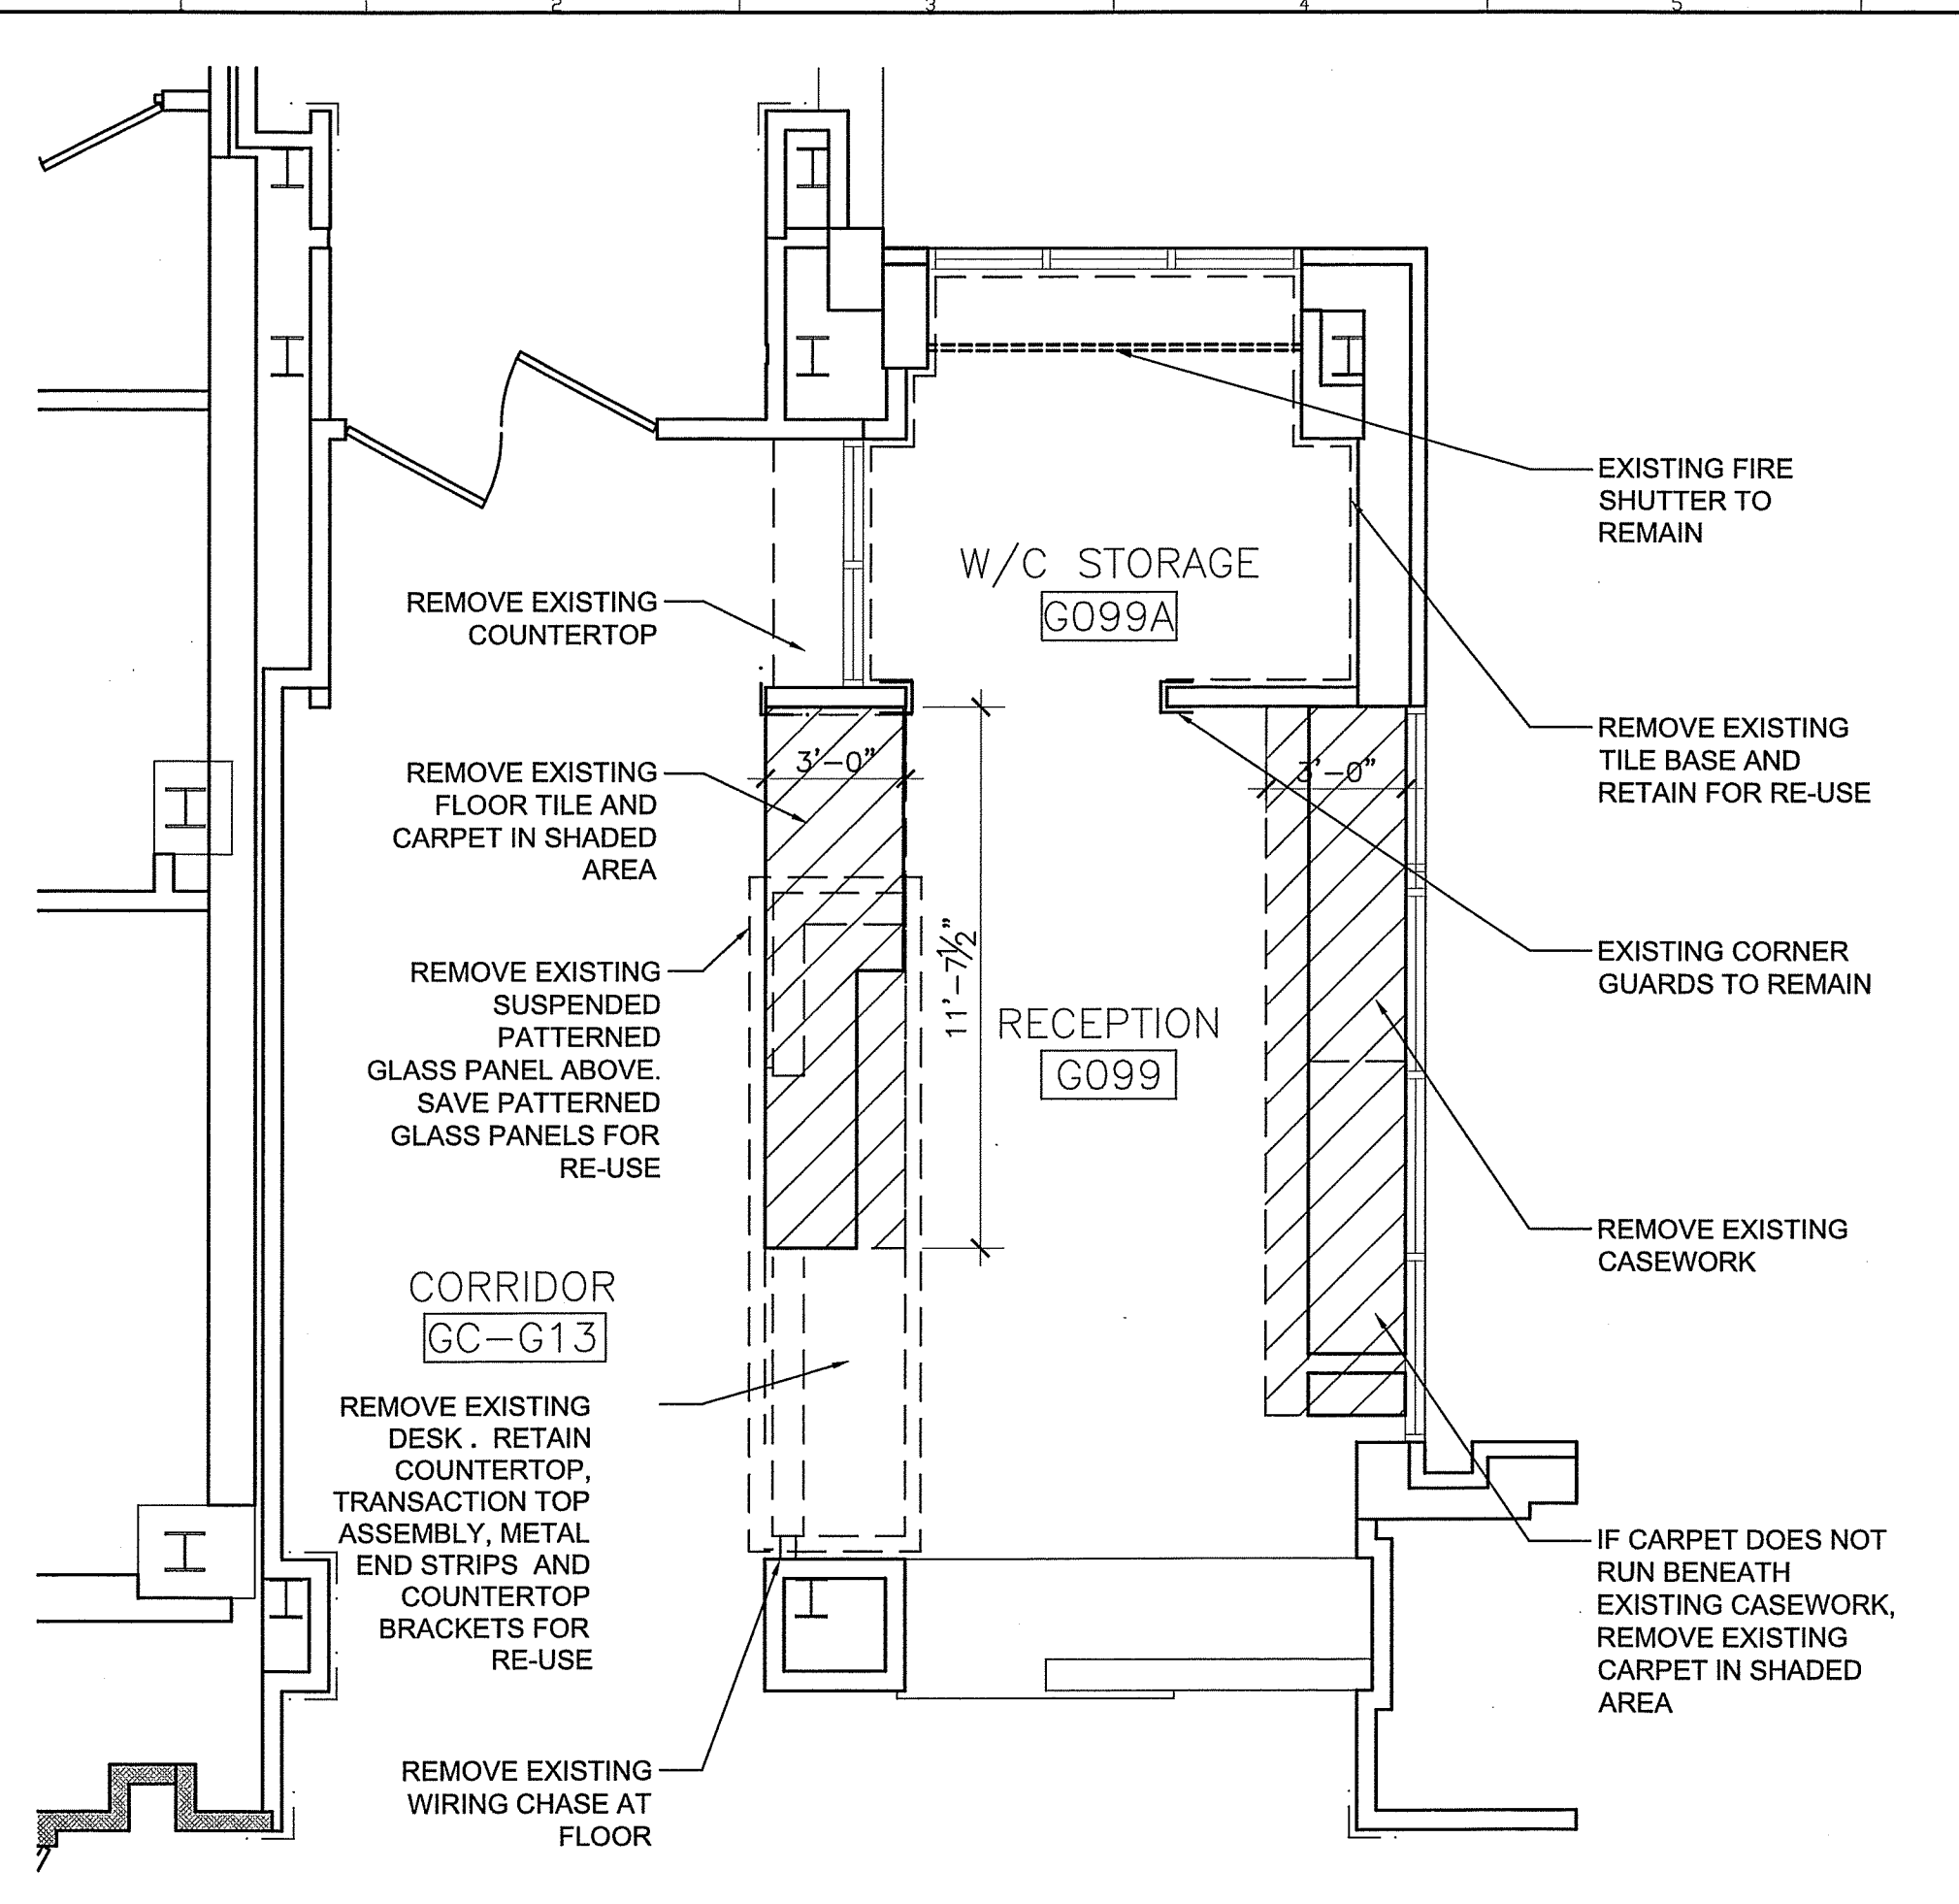 2
3
4
5
EXISTING FIRE
SHUTTER TO
REMAIN
W/C STORAGE
G099A
REMOVE EXISTING
COUNTERTOP
REMOVE EXISTING
TILE BASE AND
RETAIN FOR RE-USE
3'-0"
3'-0"
REMOVE EXISTING
FLOOR TILE AND
CARPET IN SHADED
AREA
11'-7½"
EXISTING CORNER
GUARDS TO REMAIN
REMOVE EXISTING
SUSPENDED
PATTERNED
GLASS PANEL ABOVE.
SAVE PATTERNED
GLASS PANELS FOR
RE-USE
RECEPTION
G099
REMOVE EXISTING
CASEWORK
CORRIDOR
GC-G13
REMOVE EXISTING
DESK. RETAIN
COUNTERTOP,
TRANSACTION TOP
ASSEMBLY, METAL
END STRIPS AND
COUNTERTOP
BRACKETS FOR
RE-USE
IF CARPET DOES NOT
RUN BENEATH
EXISTING CASEWORK,
REMOVE EXISTING
CARPET IN SHADED
AREA
REMOVE EXISTING
WIRING CHASE AT
FLOOR